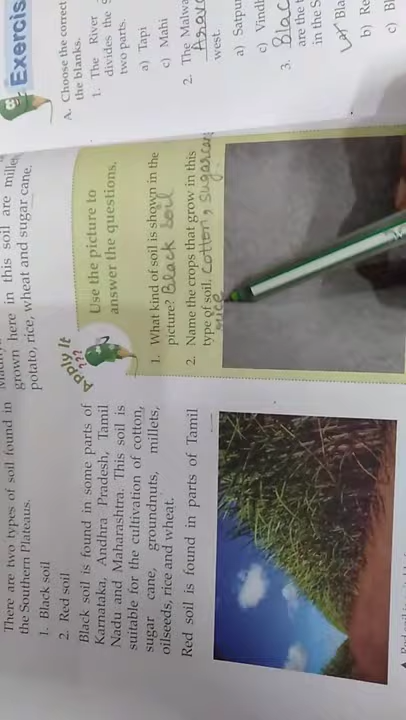 There are two types of soil found in
the Southern Plateaus.
1. Black soil
2. Red soil
Black soil is found in some parts of
Karnataka, Andhra Pradesh, Tamil
Nadu and Maharashtra. This soil is
suitable for the cultivation of cotton,
sugar cane, groundnuts, millets,
oilseeds, rice and wheat.
Red soil is found in parts of Tamil
grown here in this soil are
potato, rice, wheat and sugar cane.
Apply It
Use the picture to
answer the questions.
1. What kind of soil is shown in the
picture? Black soil
2. Name the crops that grow in this
type of soil. Cotton, sugarcane
rice
Exercis
A. Choose the correct
the blanks.
1. The River
divides the
two parts.
a) Tapi
c) Mahi
2. The Malwa
west.
a) Satpur
c) Vindh
3. Blac
are the
in the S
a) Bla
b) Re
c) Bl